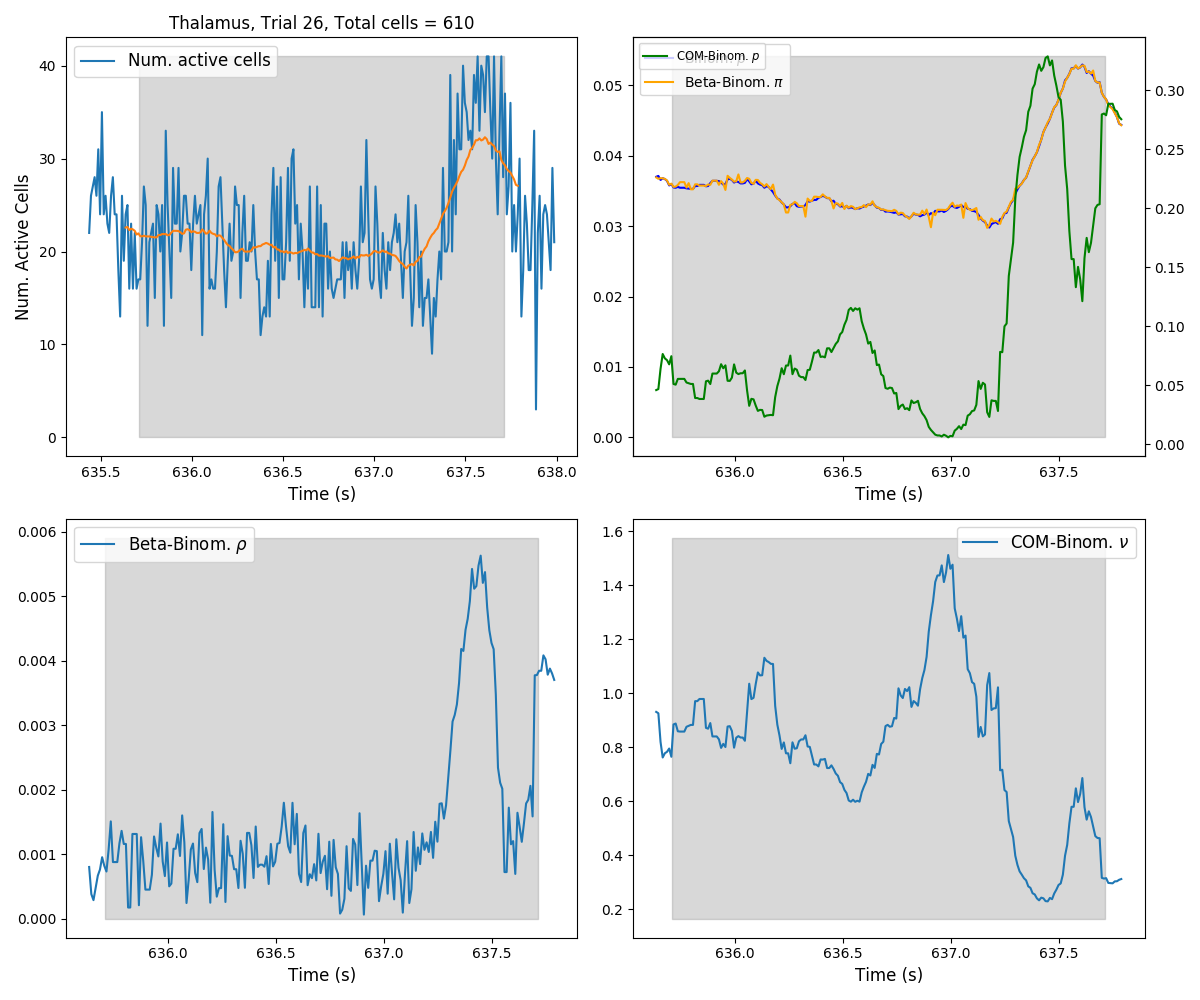 Thalamus, Trial 26, Total cells = 610
Num. active cells
Num. Active Cells
40
30
20
10
0
635.5 636.0 636.5 637.0 637.5 638.0
Time (s)
COM-Binom. p
Beta-Binom. π
0.05
0.04
0.03
0.02
0.01
0.00
0.30
0.25
0.20
0.15
0.10
0.05
0.00
636.0 636.5 637.0 637.5
Time (s)
Beta-Binom. ρ
0.006
0.005
0.004
0.003
0.002
0.001
0.000
636.0 636.5 637.0 637.5
Time (s)
COM-Binom. ν
1.6
1.4
1.2
1.0
0.8
0.6
0.4
0.2
636.0 636.5 637.0 637.5
Time (s)